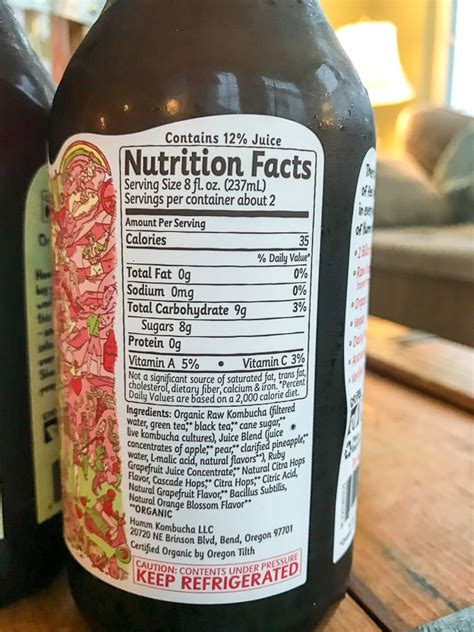 Contains 12% Juice
Nutrition Facts
Serving Size 8 fl. oz. (237mL)
Servings per container about 2
Amount Per Serving
Calories 35
% Daily Value*
Total Fat 0g 0%
Sodium 0mg 0%
Total Carbohydrate 9g 3%
Sugars 8g
Protein 0g
Vitamin A 5% • Vitamin C 3%
Not a significant source of saturated fat, trans fat,
cholesterol, dietary fiber, calcium & iron. *Percent
Daily Values are based on a 2,000 calorie diet.
Ingredients: Organic Raw Kombucha (filtered
water, green tea,** black tea,** cane sugar,**
live kombucha cultures), Juice Blend (juice
concentrates of apple,** pear,** clarified pineapple,**
water, L-malic acid, natural flavors**), Ruby
Grapefruit Juice Concentrate,** Natural Citra Hops
Flavor, Cascade Hops,** Citra Hops,** Citric Acid,
Natural Grapefruit Flavor,** Bacillus Subtilis,
Natural Orange Blossom Flavor**
**ORGANIC
Humm Kombucha LLC
20720 NE Brinson Blvd, Bend, Oregon 97701
Certified Organic by Oregon Tilth
CAUTION: CONTENTS UNDER PRESSURE
KEEP REFRIGERATED